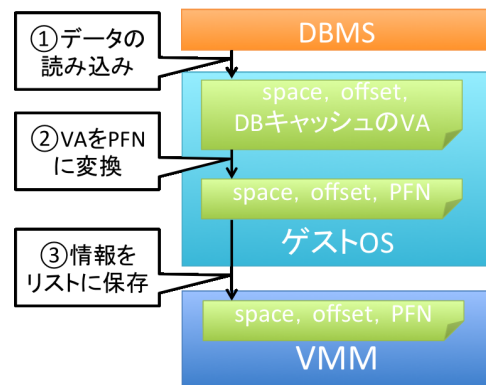 ①データの
読み込み
DBMS
space, offset,
DBキャッシュのVA
②VAをPFN
に変換
space, offset, PFN
ゲストOS
③情報を
リストに保存
space, offset, PFN
VMM